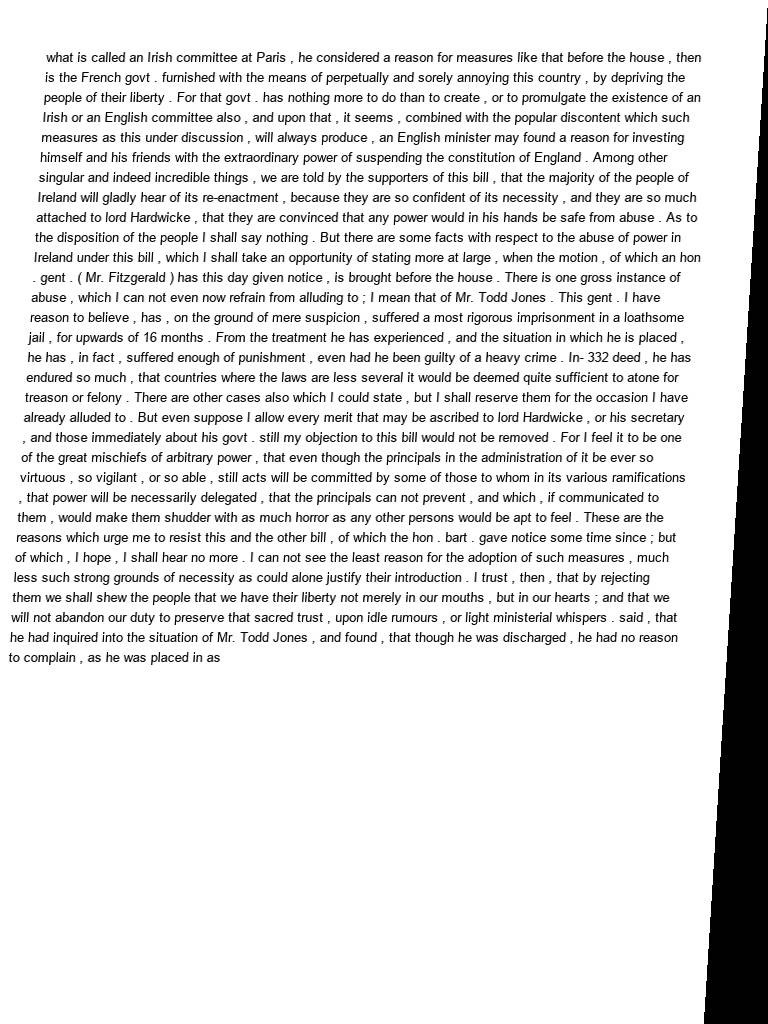 what is called an Irish committee at Paris , he considered a reason for measures like that before the house , then
is the French govt . furnished with the means of perpetually and sorely annoying this country , by depriving the
people of their liberty . For that govt . has nothing more to do than to create , or to promulgate the existence of an
Irish or an English committee also , and upon that , it seems , combined with the popular discontent which such
measures as this under discussion , will always produce , an English minister may found a reason for investing
himself and his friends with the extraordinary power of suspending the constitution of England . Among other
singular and indeed incredible things , we are told by the supporters of this bill , that the majority of the people of
Ireland will gladly hear of its re-enactment , because they are so confident of its necessity , and they are so much
attached to lord Hardwicke , that they are convinced that any power would in his hands be safe from abuse . As to
the disposition of the people I shall say nothing . But there are some facts with respect to the abuse of power in
Ireland under this bill , which I shall take an opportunity of stating more at large , when the motion , of which an hon
. gent . ( Mr. Fitzgerald ) has this day given notice , is brought before the house . There is one gross instance of
abuse , which I can not even now refrain from alluding to ; I mean that of Mr. Todd Jones . This gent . I have
reason to believe , has , on the ground of mere suspicion , suffered a most rigorous imprisonment in a loathsome
jail , for upwards of 16 months . From the treatment he has experienced , and the situation in which he is placed ,
he has , in fact , suffered enough of punishment , even had he been guilty of a heavy crime . In- 332 deed , he has
endured so much , that countries where the laws are less several it would be deemed quite sufficient to atone for
treason or felony . There are other cases also which I could state , but I shall reserve them for the occasion I have
already alluded to . But even suppose I allow every merit that may be ascribed to lord Hardwicke , or his secretary
, and those immediately about his govt . still my objection to this bill would not be removed . For I feel it to be one
of the great mischiefs of arbitrary power , that even though the principals in the administration of it be ever so
virtuous , so vigilant , or so able , still acts will be committed by some of those to whom in its various ramifications
, that power will be necessarily delegated , that the principals can not prevent , and which , if communicated to
them , would make them shudder with as much horror as any other persons would be apt to feel . These are the
reasons which urge me to resist this and the other bill , of which the hon . bart . gave notice some time since ; but
of which , I hope , I shall hear no more . I can not see the least reason for the adoption of such measures , much
less such strong grounds of necessity as could alone justify their introduction . I trust , then , that by rejecting
them we shall shew the people that we have their liberty not merely in our mouths , but in our hearts ; and that we
will not abandon our duty to preserve that sacred trust , upon idle rumours , or light ministerial whispers . said , that
he had inquired into the situation of Mr. Todd Jones , and found , that though he was discharged , he had no reason
to complain , as he was placed in as